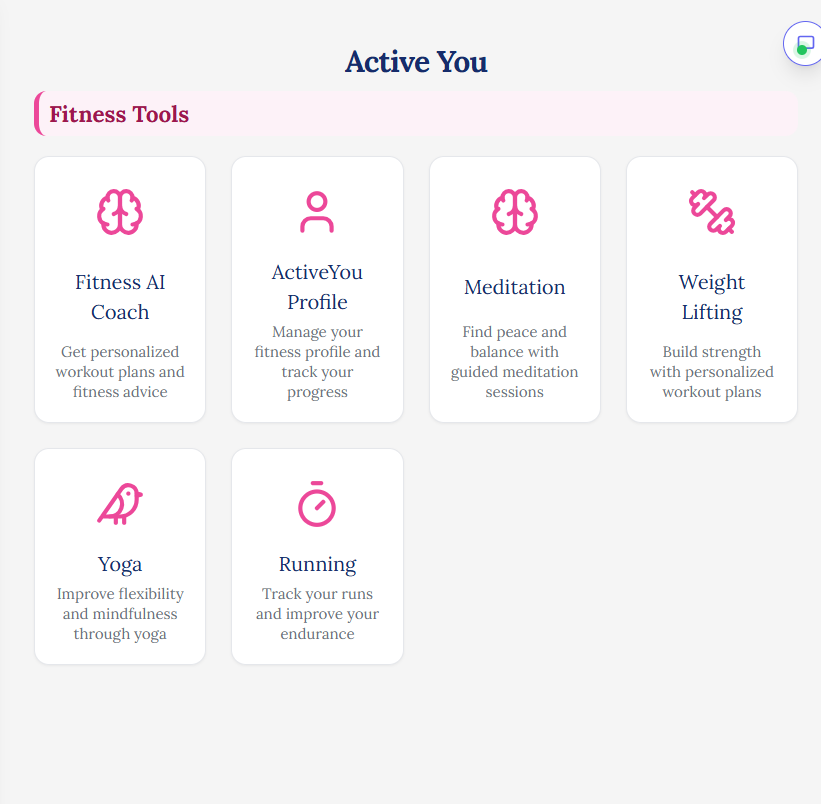 Active You
Fitness Tools
Fitness AI
Coach
Get personalized
workout plans and
fitness advice
ActiveYou
Profile
Manage your
fitness profile and
track your
progress
Meditation
Find peace and
balance with
guided meditation
sessions
Weight
Lifting
Build strength
with personalized
workout plans
Yoga
Improve flexibility
and mindfulness
through yoga
Running
Track your runs
and improve your
endurance